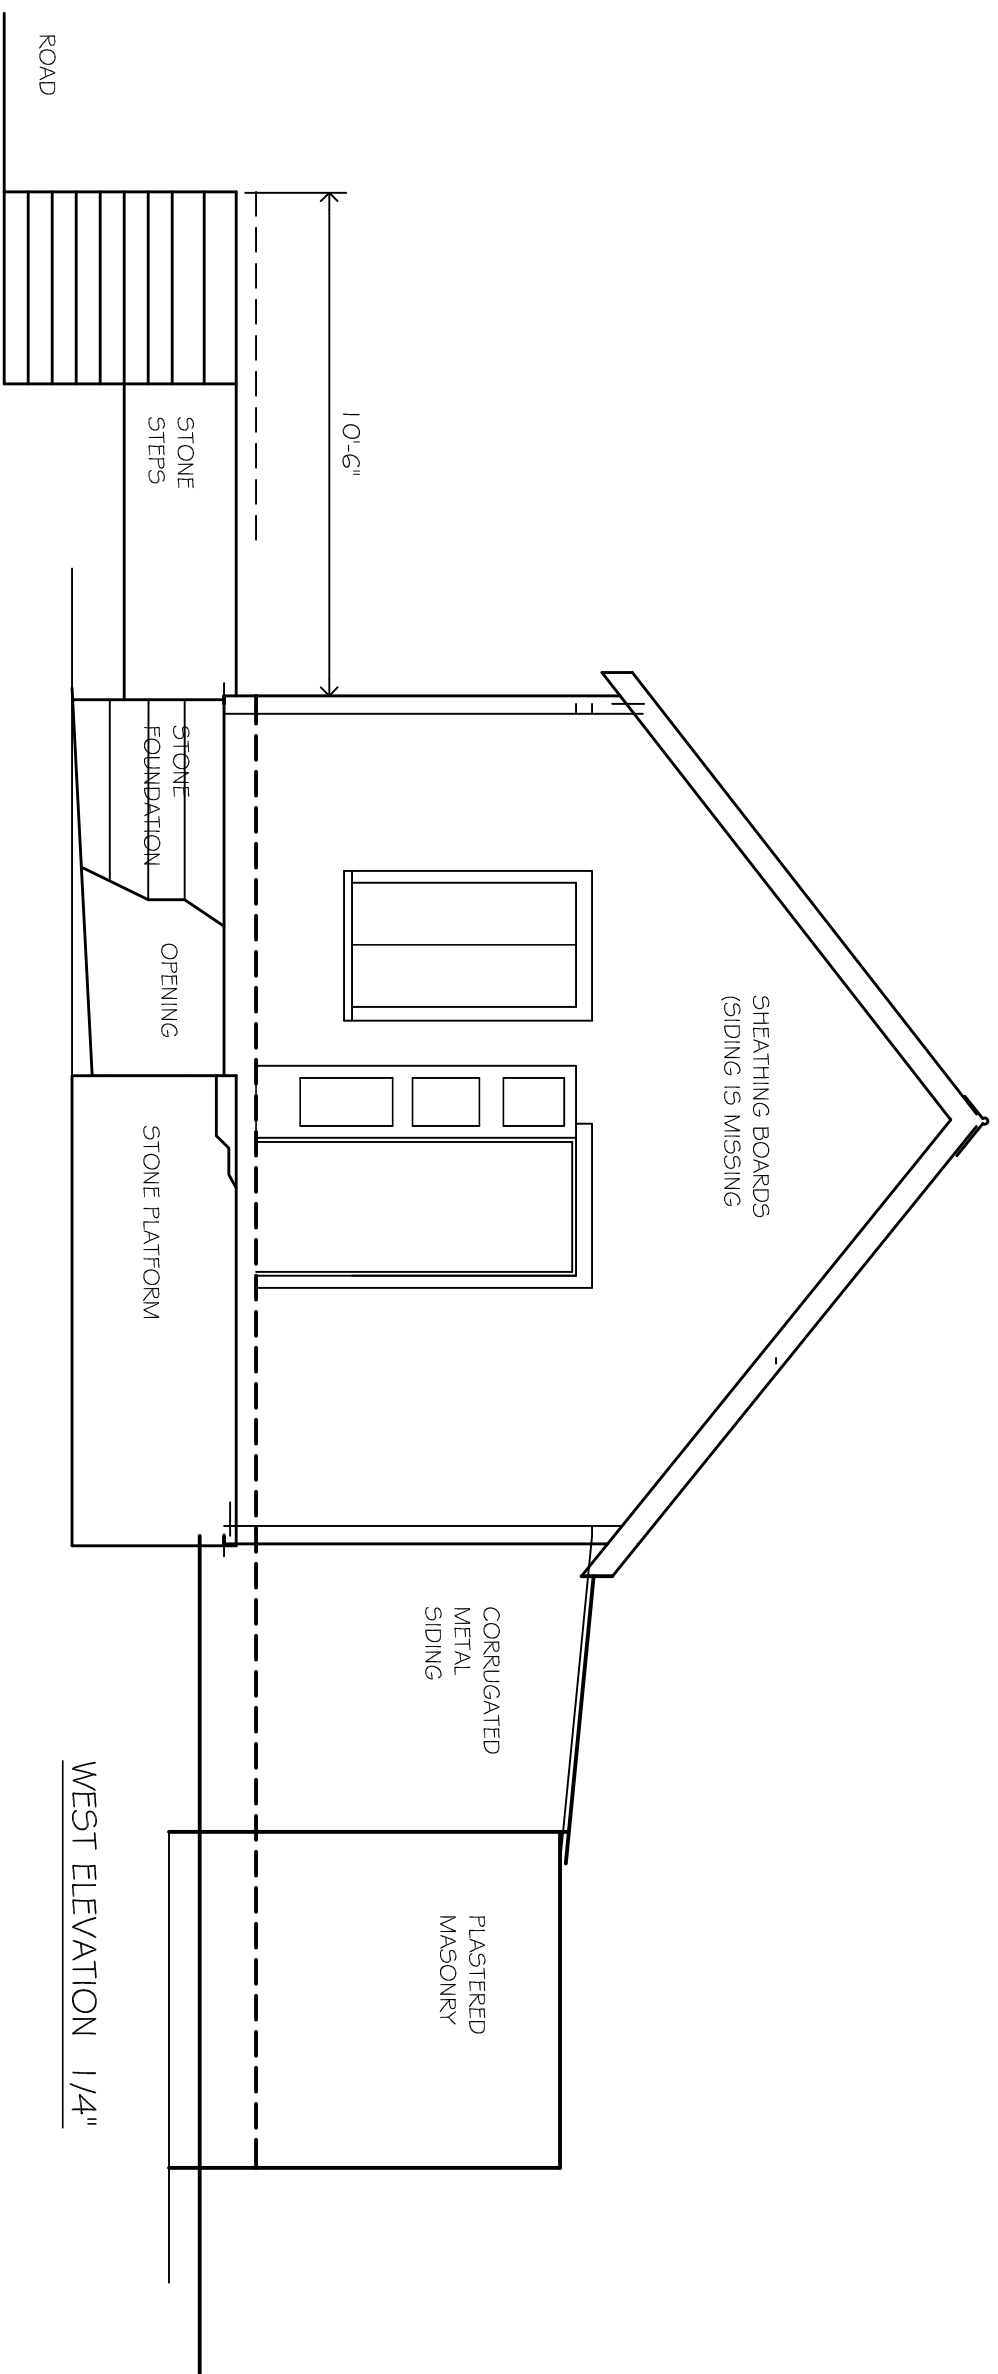 SHEATHING BOARDS
(SIDING IS MISSING
10'-6"
CORRUGATED
METAL
SIDING
PLASTERED
MASONRY
ROAD
STONE
STEPS
STONE
FOUNDATION
OPENING
STONE PLATFORM
WEST ELEVATION 1/4"